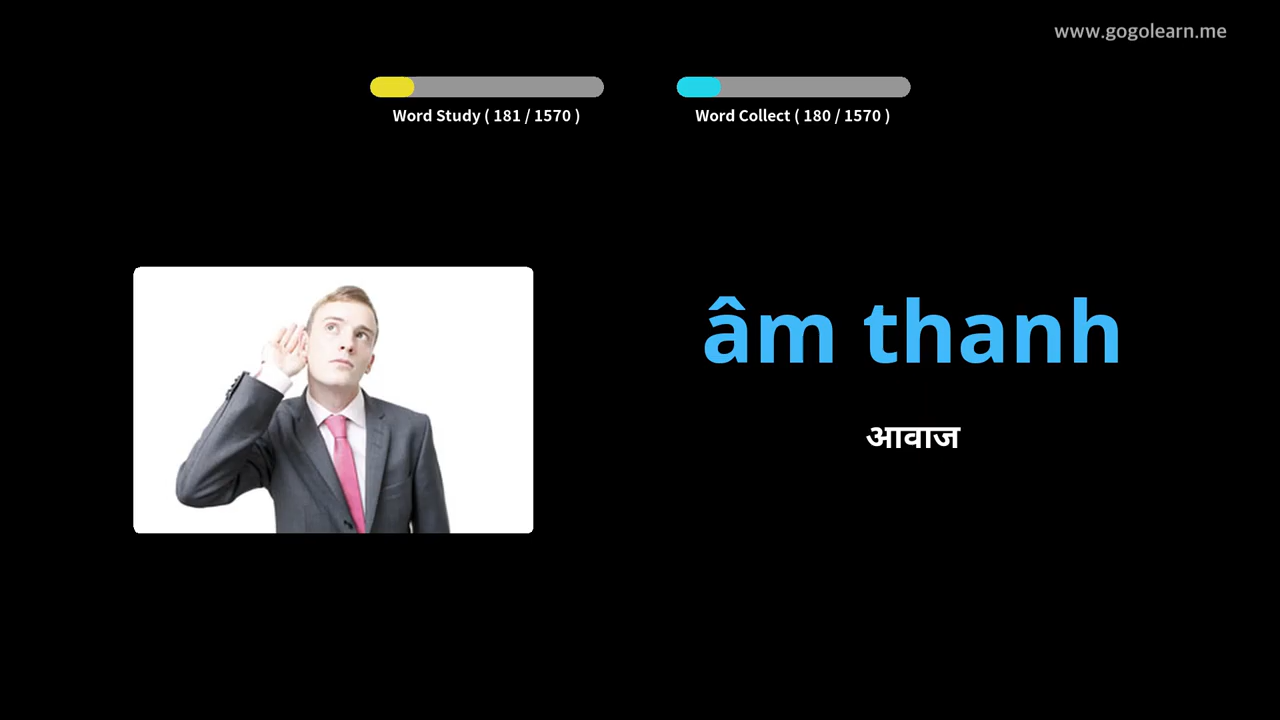 www.gogolearn.me
Word Study ( 181 / 1570 )
Word Collect ( 180 / 1570 )
âm thanh
आवाज